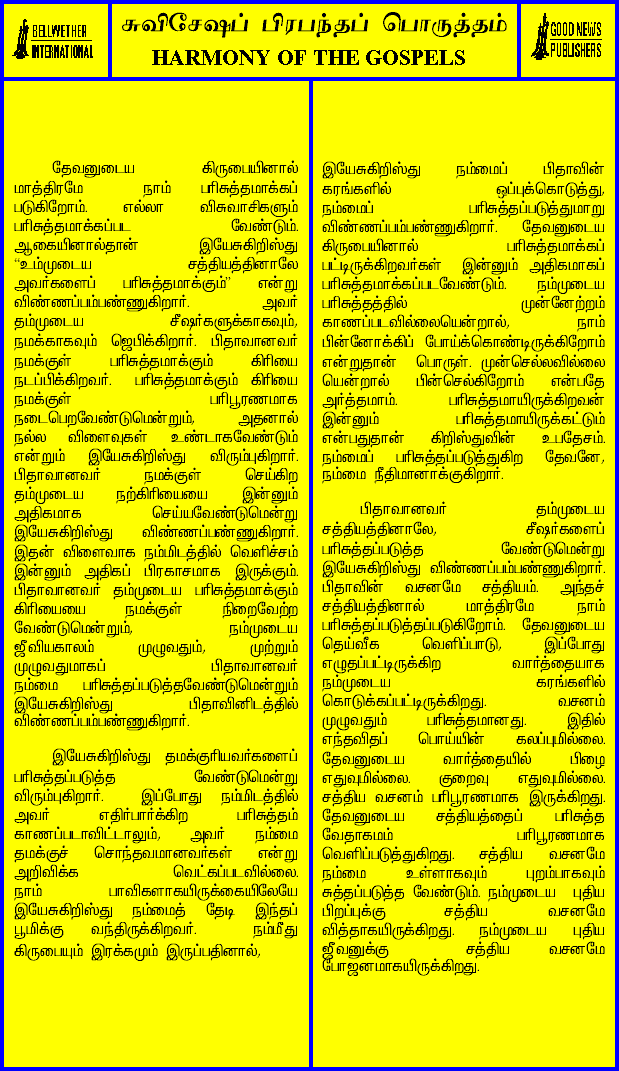 BELLWETHER
INTERNATIONAL
சுவிசேஷப் பிரபந்தப் பொருத்தம்
HARMONY OF THE GOSPELS
GOOD NEWS
PUBLISHERS
தேவனுடைய கிருபையினால்
மாத்திரமே நாம் பரிசுத்தமாக்கப்
படுகிறோம். எல்லா விசுவாசிகளும்
பரிசுத்தமாக்கப்பட வேண்டும்.
ஆகையினால்தான் இயேசுகிறிஸ்து
“உம்முடைய சத்தியத்தினாலே
அவர்களைப் பரிசுத்தமாக்கும்” என்று
விண்ணப்பம்பண்ணுகிறார். அவர்
தம்முடைய சீஷர்களுக்காகவும்,
நமக்காகவும் ஜெபிக்கிறார். பிதாவானவர்
நமக்குள் பரிசுத்தமாக்கும் கிரியை
நடப்பிக்கிறவர். பரிசுத்தமாக்கும் கிரியை
நமக்குள் பரிபூரணமாக
நடைபெறவேண்டுமென்றும், அதனால்
நல்ல விளைவுகள் உண்டாகவேண்டும்
என்றும் இயேசுகிறிஸ்து விரும்புகிறார்.
பிதாவானவர் நமக்குள் செய்கிற
தம்முடைய நற்கிரியையை இன்னும்
அதிகமாக செய்யவேண்டுமென்று
இயேசுகிறிஸ்து விண்ணப்பண்ணுகிறார்.
இதன் விளைவாக நம்மிடத்தில் வெளிச்சம்
இன்னும் அதிகப் பிரகாசமாக இருக்கும்.
பிதாவானவர் தம்முடைய பரிசுத்தமாக்கும்
கிரியையை நமக்குள் நிறைவேற்ற
வேண்டுமென்றும், நம்முடைய
ஜீவியகாலம் முழுவதும், முற்றும்
முழுவதுமாகப் பிதாவானவர்
நம்மை பரிசுத்தப்படுத்தவேண்டுமென்றும்
இயேசுகிறிஸ்து பிதாவினிடத்தில்
விண்ணப்பம்பண்ணுகிறார்.
இயேசுகிறிஸ்து தமக்குரியவர்களைப்
பரிசுத்தப்படுத்த வேண்டுமென்று
விரும்புகிறார். இப்போது நம்மிடத்தில்
அவர் எதிர்பார்க்கிற பரிசுத்தம்
காணப்படாவிட்டாலும், அவர் நம்மை
தமக்குச் சொந்தவமானவர்கள் என்று
அறிவிக்க வெட்கப்படவில்லை.
நாம் பாவிகளாகயிருக்கையிலேயே
இயேசுகிறிஸ்து நம்மைத் தேடி இந்தப்
பூமிக்கு வந்திருக்கிறவர். நம்மீது
கிருபையும் இரக்கமும் இருப்பதினால்,
இயேசுகிறிஸ்து நம்மைப் பிதாவின்
கரங்களில் ஒப்புக்கொடுத்து,
நம்மைப் பரிசுத்தப்படுத்துமாறு
விண்ணப்பம்பண்ணுகிறார். தேவனுடைய
கிருபையினால் பரிசுத்தமாக்கப்
பட்டிருக்கிறவர்கள் இன்னும் அதிகமாகப்
பரிசுத்தமாக்கப்படவேண்டும். நம்முடைய
பரிசுத்தத்தில் முன்னேற்றம்
காணப்படவில்லையென்றால், நாம்
பின்னோக்கிப் போய்க்கொண்டிருக்கிறோம்
என்றுதான் பொருள். முன்செல்லவில்லை
யென்றால் பின்செல்கிறோம் என்பதே
அர்த்தமாம். பரிசுத்தமாயிருக்கிறவன்
இன்னும் பரிசுத்தமாயிருக்கட்டும்
என்பதுதான் கிறிஸ்துவின் உபதேசம்.
நம்மைப் பரிசுத்தப்படுத்துகிற தேவனே,
நம்மை நீதிமானாக்குகிறார்.
பிதாவானவர் தம்முடைய
சத்தியத்தினாலே, சீஷர்களைப்
பரிசுத்தப்படுத்த வேண்டுமென்று
இயேசுகிறிஸ்து விண்ணப்பம்பண்ணுகிறார்.
பிதாவின் வசனமே சத்தியம். அந்தச்
சத்தியத்தினால் மாத்திரமே நாம்
பரிசுத்தப்படுத்தப்படுகிறோம். தேவனுடைய
தெய்வீக வெளிப்பாடு, இப்போது
எழுதப்பட்டிருக்கிற வார்த்தையாக
நம்முடைய கரங்களில்
கொடுக்கப்பட்டிருக்கிறது. வசனம்
முழுவதும் பரிசுத்தமானது. இதில்
எந்தவிதப் பொய்யின் கலப்புமில்லை.
தேவனுடைய வார்த்தையில் பிழை
எதுவுமில்லை. குறைவு எதுவுமில்லை.
சத்திய வசனம் பரிபூரணமாக இருக்கிறது.
தேவனுடைய சத்தியத்தைப் பரிசுத்த
வேதாகமம் பரிபூரணமாக
வெளிப்படுத்துகிறது. சத்திய வசனமே
நம்மை உள்ளாகவும் புறம்பாகவும்
சுத்தப்படுத்த வேண்டும். நம்முடைய புதிய
பிறப்புக்கு சத்திய வசனமே
வித்தாகயிருக்கிறது. நம்முடைய புதிய
ஜீவனுக்கு சத்திய வசனமே
போஜனமாகயிருக்கிறது.